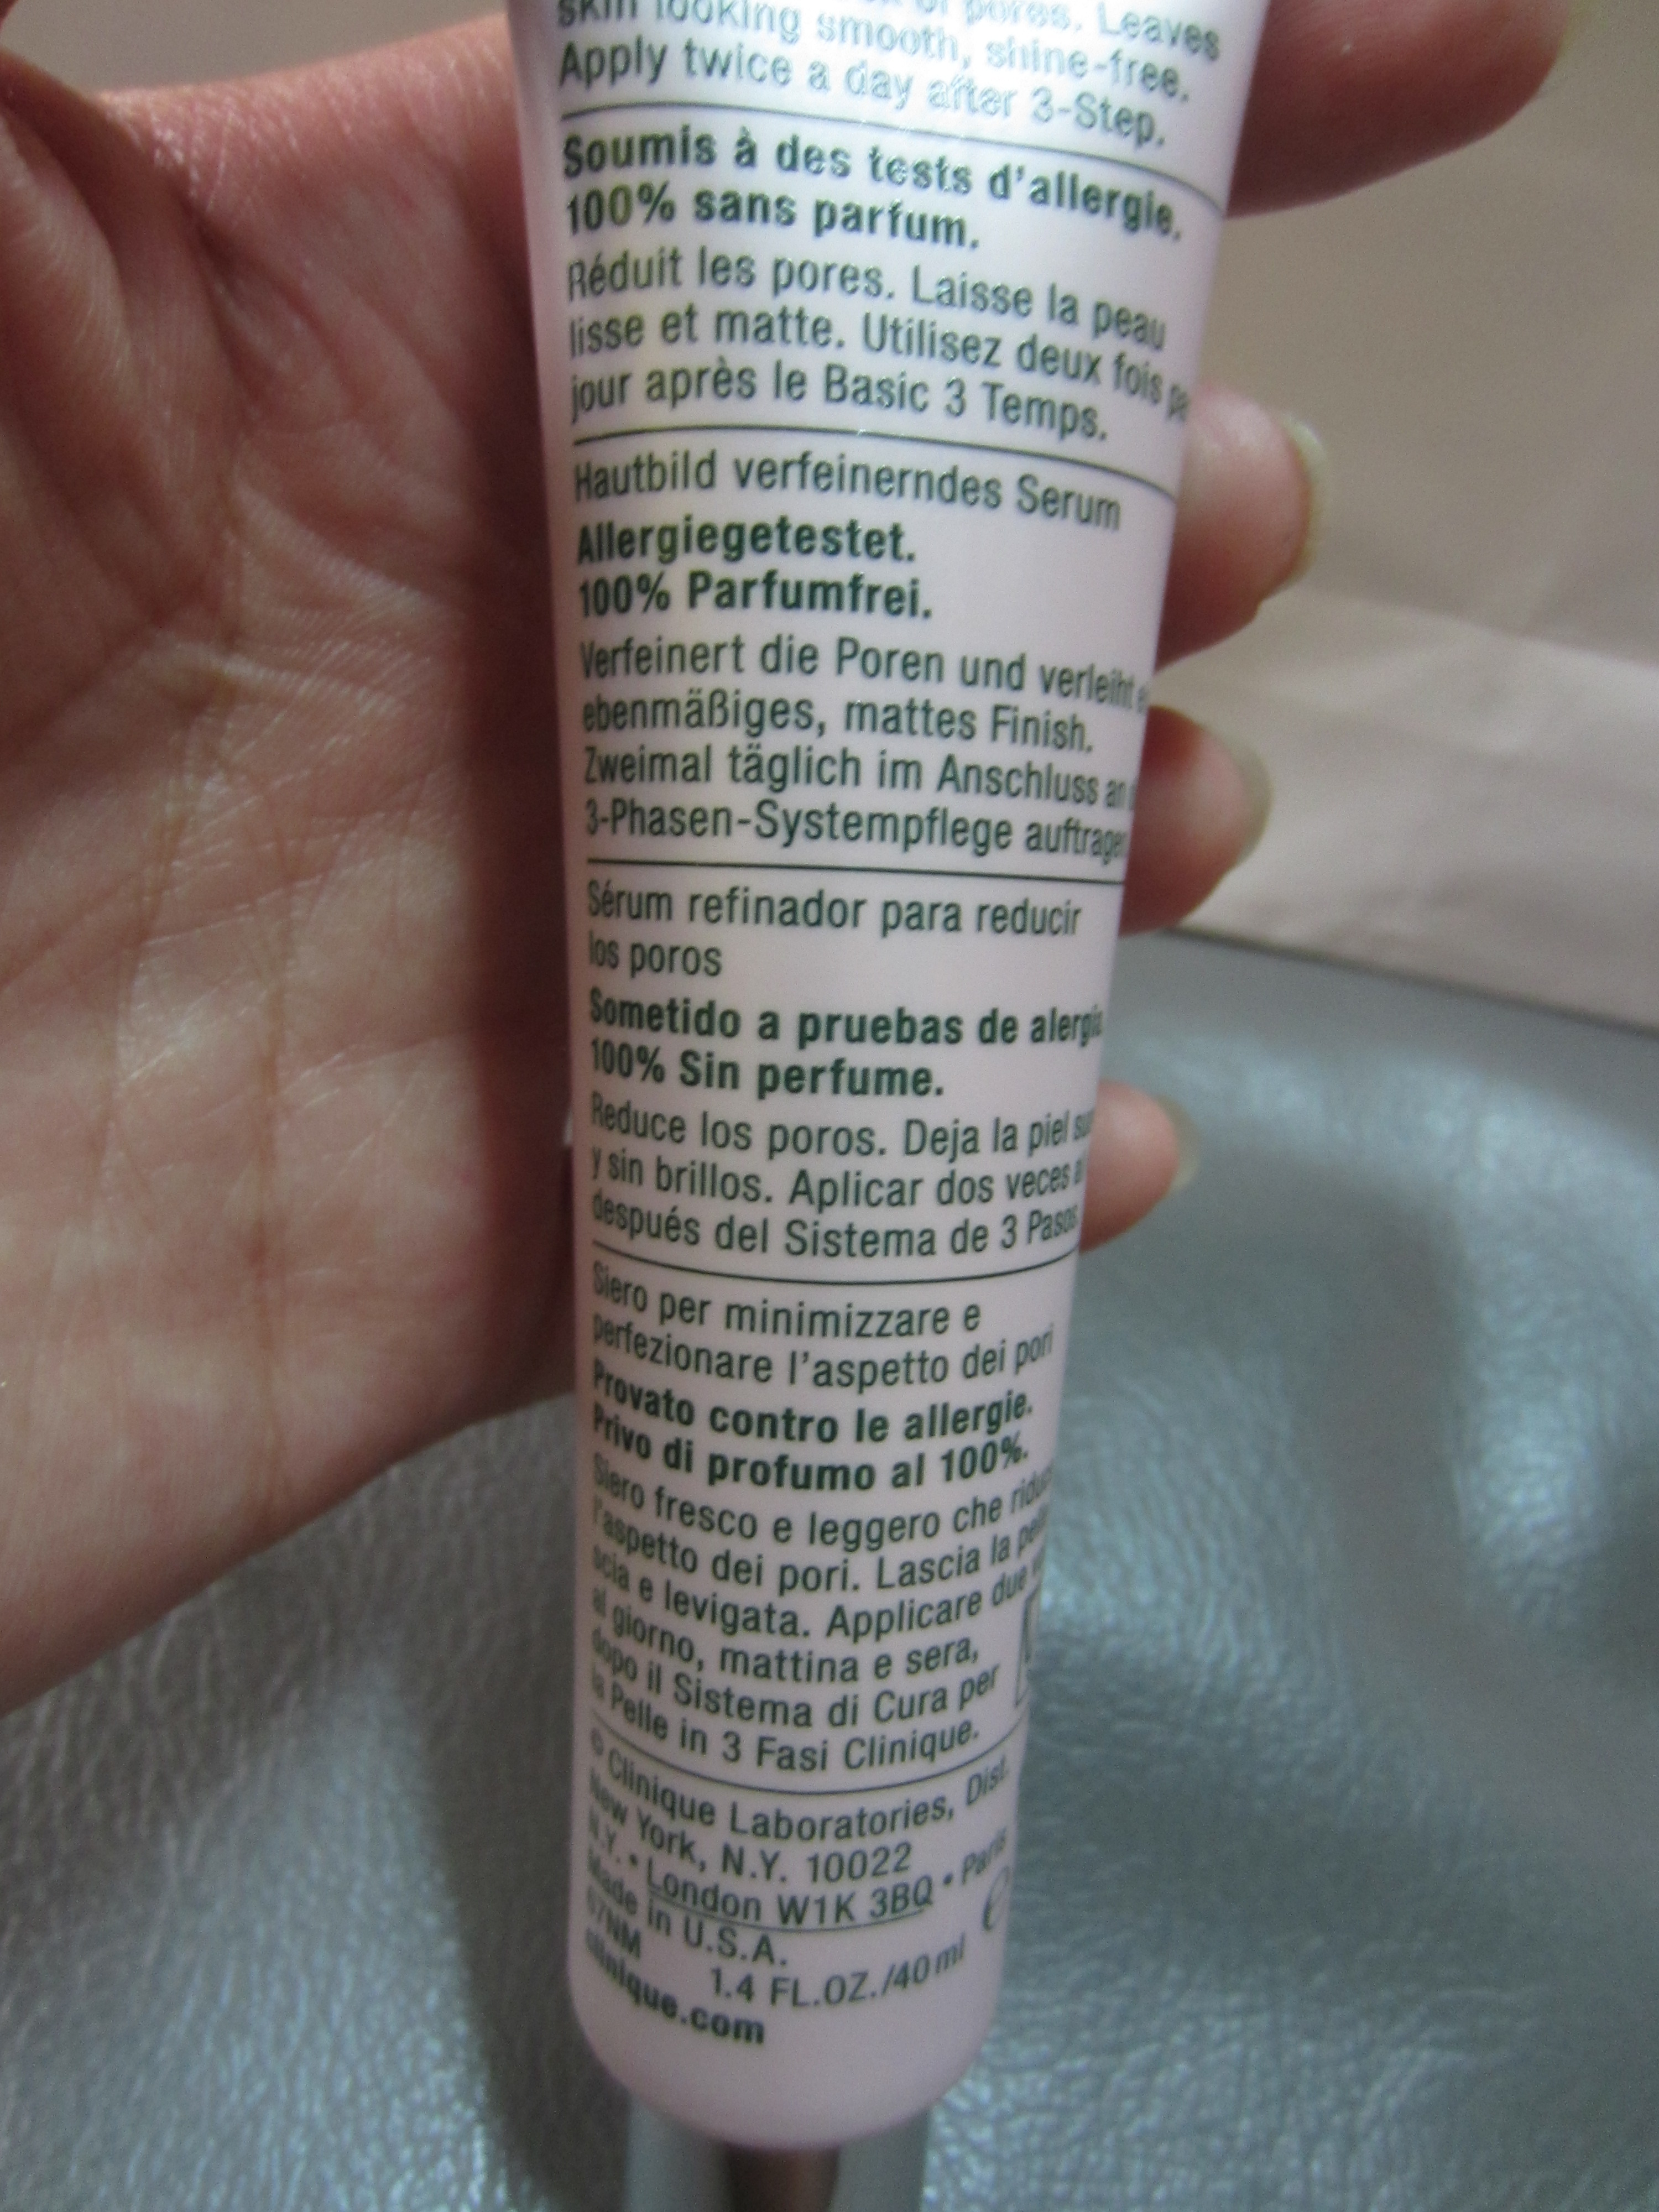 of pores. Leaves
skin looking smooth, shine-free.
Apply twice a day after 3-Step.
Soumis à des tests d'allergie.
100% sans parfum.
Réduit les pores. Laisse la peau
lisse et matte. Utilisez deux fois
jour après le Basic 3 Temps.
Hautbild verfeinerndes Serum
Allergiegetestet.
100% Parfumfrei.
Verfeinert die Poren und verleiht
ebenmäßiges, mattes Finish.
Zweimal täglich im Anschluss an
3-Phasen-Systempflege auftragen
Sérum refinador para reducir
los poros
Sometido a pruebas de alergia
100% Sin perfume.
Reduce los poros. Deja la piel
y sin brillos. Aplicar dos veces
después del Sistema de 3 Pasos
Siero per minimizzare e
perfezionare l'aspetto dei pori
Provato contro le allergie.
Privo di profumo al 100%.
Siero fresco e leggero che
l'aspetto dei pori. Lascia la
scia e levigata. Applicare due
al giorno, mattina e sera,
dopo il Sistema di Cura per
la Pelle in 3 Fasi Clinique.
© Clinique Laboratories, Dist.
New York, N.Y. 10022
N.Y. • London W1K 3BQ • Paris
Made in U.S.A.
67NM
1.4 FL.OZ./40 ml e
clinique.com